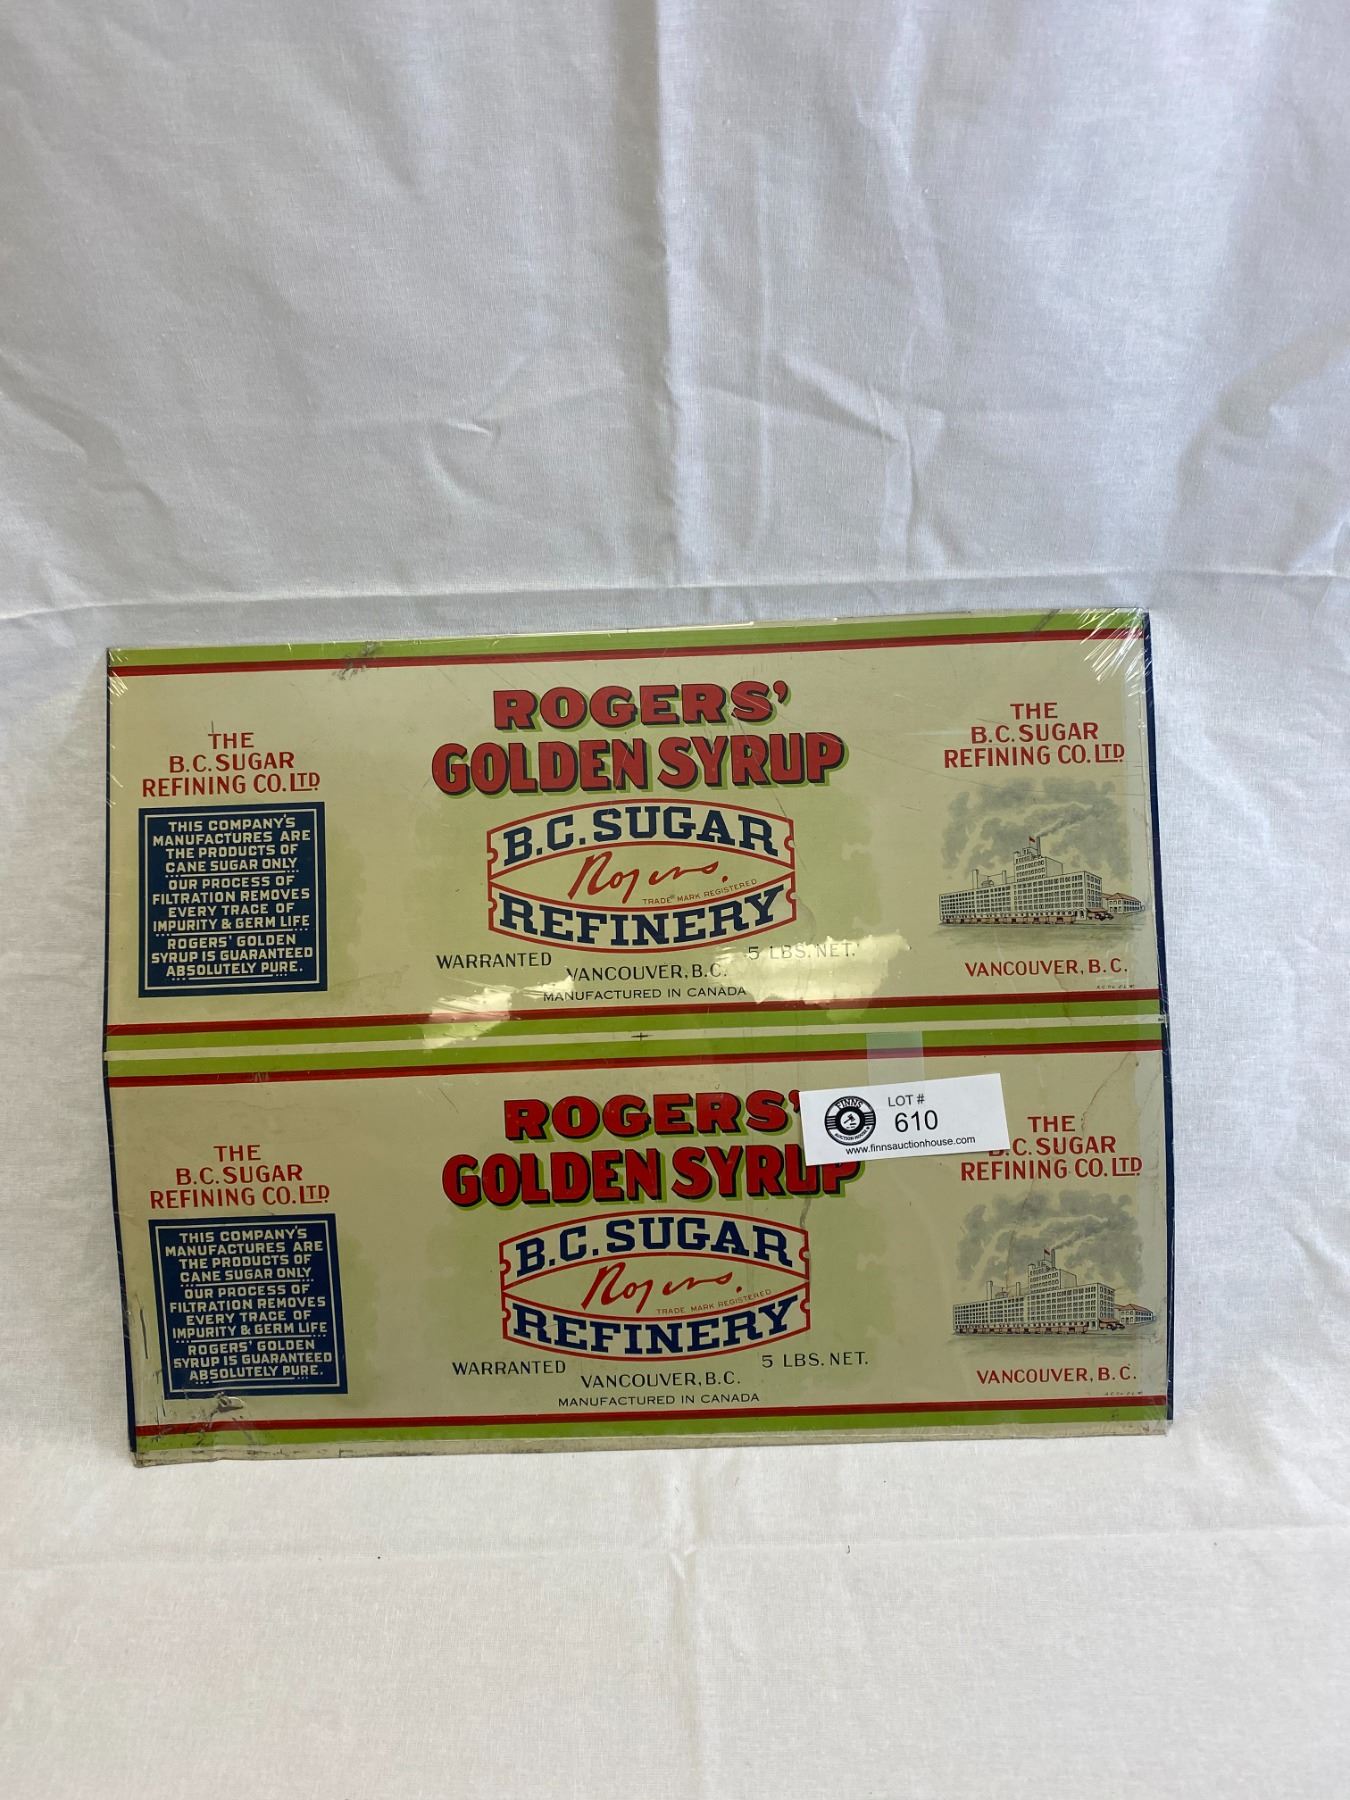 THE
B.C. SUGAR
REFINING CO. LTD
THIS COMPANY'S
MANUFACTURES ARE
THE PRODUCTS OF
CANE SUGAR ONLY
OUR PROCESS OF
FILTRATION REMOVES
EVERY TRACE OF
IMPURITY & GERM LIFE
ROGERS' GOLDEN
SYRUP IS GUARANTEED
ABSOLUTELY PURE.
ROGERS'
GOLDEN SYRUP
B.C. SUGAR
Rogers.
TRADE MARK REGISTERED
REFINERY
WARRANTED
5 LBS. NET.
VANCOUVER, B.C.
MANUFACTURED IN CANADA
THE
B.C. SUGAR
REFINING CO. LTD
VANCOUVER, B.C.
THE
B.C. SUGAR
REFINING CO. LTD
THIS COMPANY'S
MANUFACTURES ARE
THE PRODUCTS OF
CANE SUGAR ONLY
OUR PROCESS OF
FILTRATION REMOVES
EVERY TRACE OF
IMPURITY & GERM LIFE
ROGERS' GOLDEN
SYRUP IS GUARANTEED
ABSOLUTELY PURE.
ROGERS'
GOLDEN SYRUP
B.C. SUGAR
Rogers.
TRADE MARK REGISTERED
REFINERY
WARRANTED
5 LBS. NET.
VANCOUVER, B.C.
MANUFACTURED IN CANADA
FINNS
AUCTION HOUSE
LOT #
610
www.finnsauctionhouse.com
THE
B.C. SUGAR
REFINING CO. LTD
VANCOUVER, B.C.